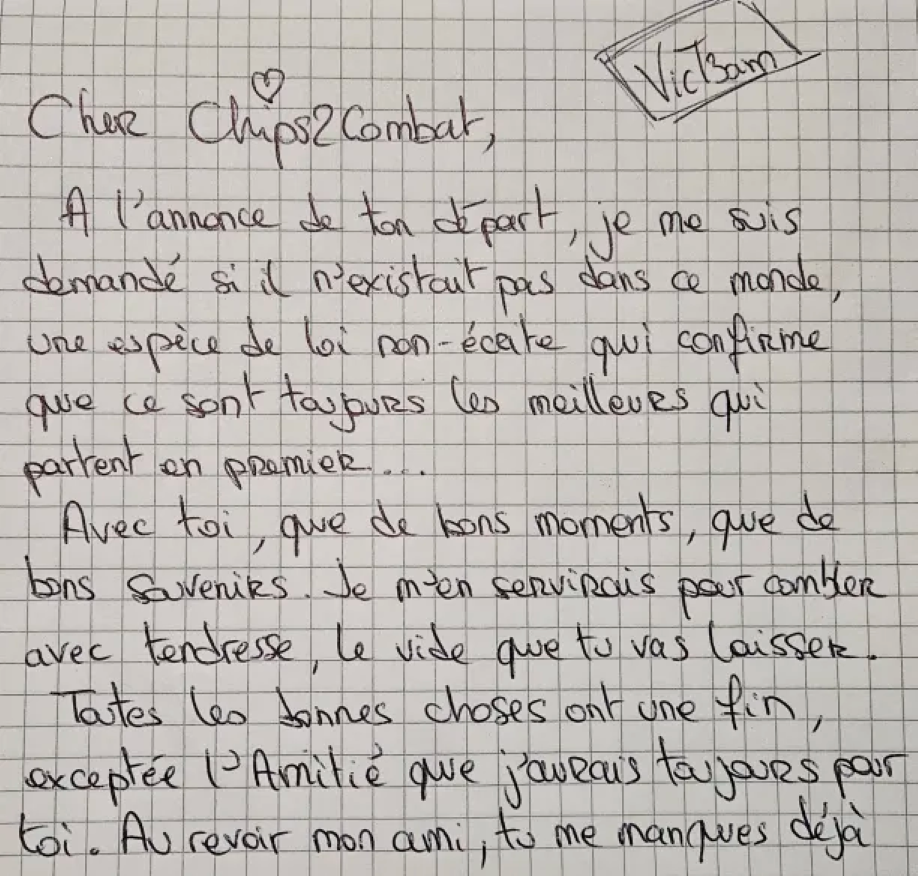 VicTBam
Cher Chips2Combat,
A l'annonce de ton départ, je me suis
demandé si il n'existait pas dans ce monde,
une espèce de loi non-écrite qui confirme
que ce sont toujours les meilleurs qui
partent en premier...
Avec toi, que de bons moments, que de
bons souvenirs. Je m'en servirais pour combler
avec tendresse, le vide que tu vas laisser.
Toutes les bonnes choses ont une fin,
exceptée l'Amitié que j'aurais toujours pour
toi. Au revoir mon ami, tu me manques déjà